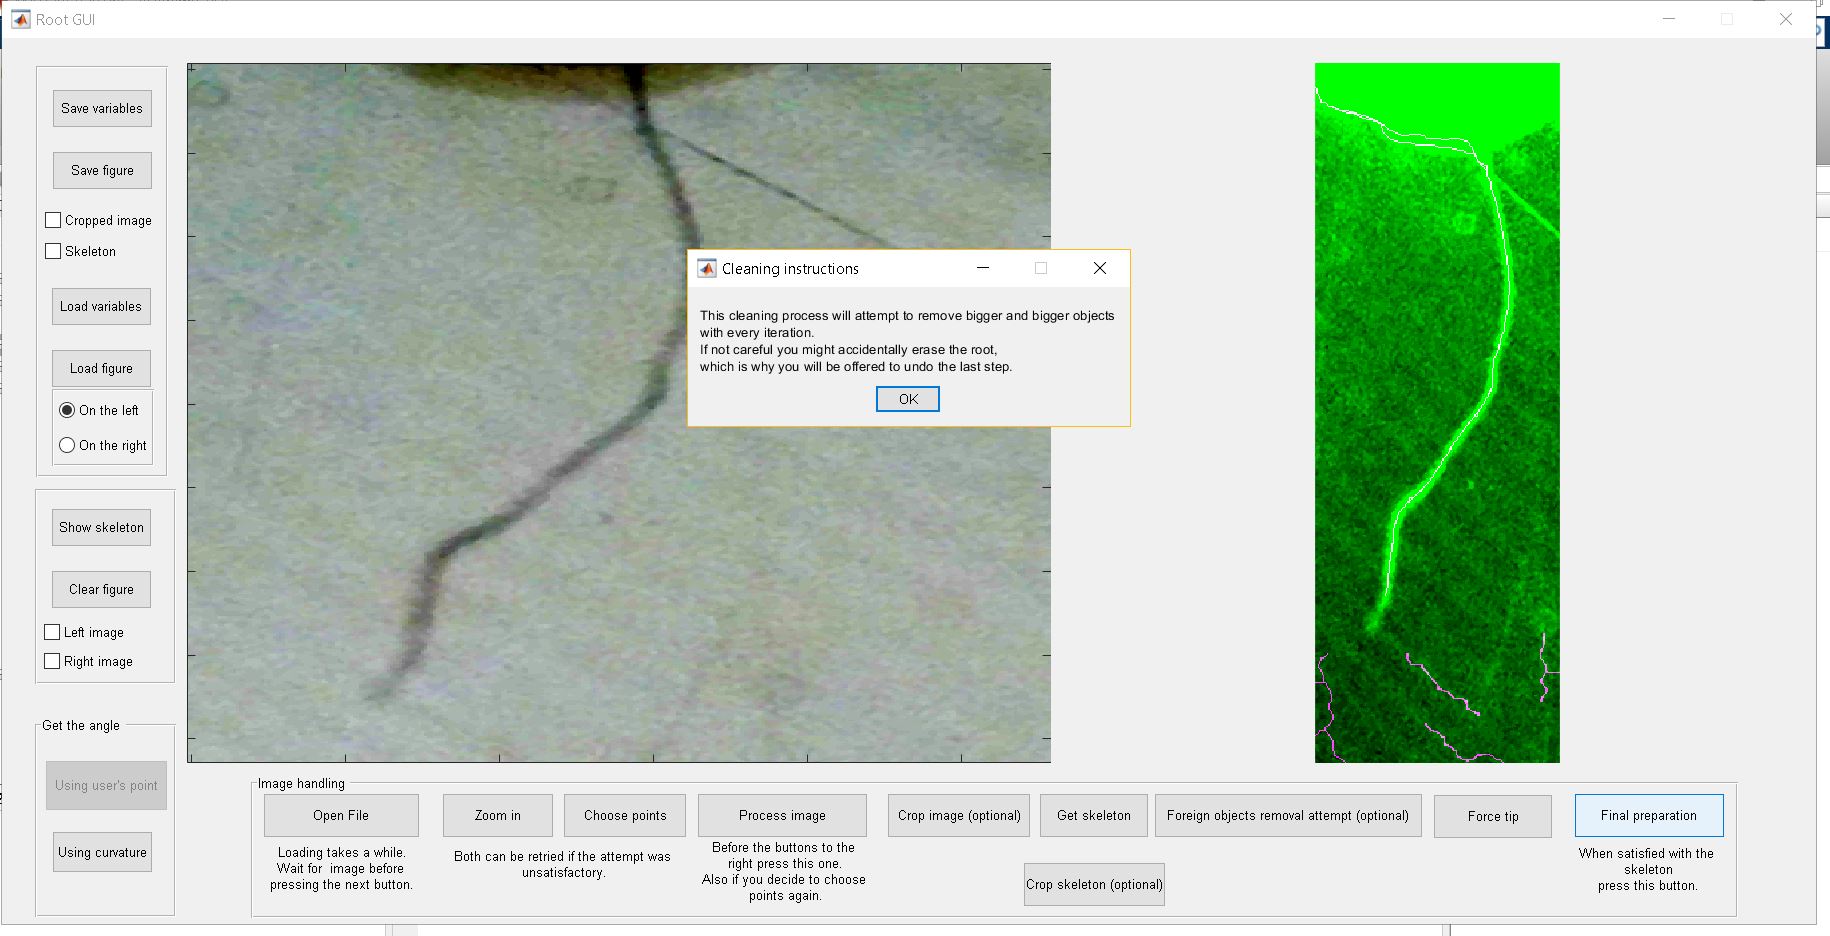 Root GUI
Save variables
Save figure
Cropped image
Skeleton
Load variables
Load figure
On the left
On the right
Show skeleton
Clear figure
Left image
Right image
Get the angle
Using user's point
Using curvature
Cleaning instructions
This cleaning process will attempt to remove bigger and bigger objects
with every iteration.
If not careful you might accidentally erase the root,
which is why you will be offered to undo the last step.
OK
Image handling
Open File
Loading takes a while.
Wait for image before
pressing the next button.
Zoom in
Choose points
Both can be retried if the attempt was
unsatisfactory.
Process image
Before the buttons to the
right press this one.
Also if you decide to choose
points again.
Crop image (optional)
Get skeleton
Foreign objects removal attempt (optional)
Crop skeleton (optional)
Force tip
Final preparation
When satisfied with the
skeleton
press this button.